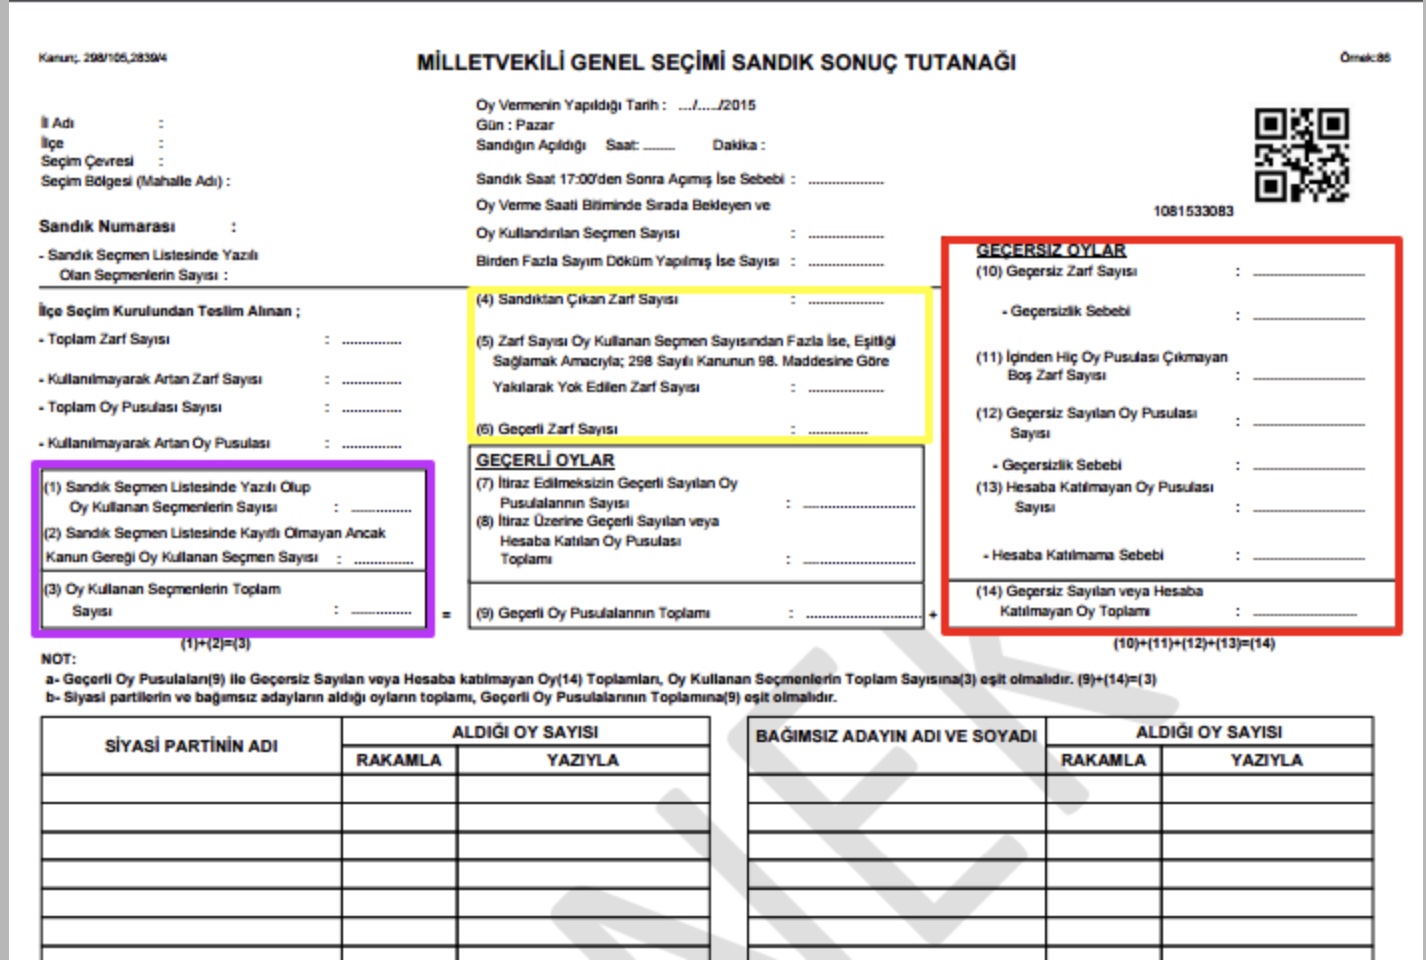 Kanun;. 298/105,2839/4
MİLLETVEKİLİ GENEL SEÇİMİ SANDIK SONUÇ TUTANAĞI
Örnek:86
İl Adı :
İlçe :
Seçim Çevresi :
Seçim Bölgesi (Mahalle Adı) :
Sandık Numarası :
- Sandık Seçmen Listesinde Yazılı
Olan Seçmenlerin Sayısı :
Oy Vermenin Yapıldığı Tarih : .../...../2015
Gün : Pazar
Sandığın Açıldığı Saat: ........ Dakika :
Sandık Saat 17:00'den Sonra Açımış İse Sebebi : ...................
Oy Verme Saati Bitiminde Sırada Bekleyen ve
Oy Kullandırılan Seçmen Sayısı : ...................
Birden Fazla Sayım Döküm Yapılmış İse Sayısı : ...................
1081533083
İlçe Seçim Kurulundan Teslim Alınan ;
- Toplam Zarf Sayısı : ...............
- Kullanılmayarak Artan Zarf Sayısı : ...............
- Toplam Oy Pusulası Sayısı : ...............
- Kullanılmayarak Artan Oy Pusulası : ...............
(1) Sandık Seçmen Listesinde Yazılı Olup
Oy Kullanan Seçmenlerin Sayısı : ...............
(2) Sandık Seçmen Listesinde Kayıtlı Olmayan Ancak
Kanun Gereği Oy Kullanan Seçmen Sayısı : ...............
(3) Oy Kullanan Seçmenlerin Toplam
Sayısı : ...............
(1)+(2)=(3)
=
(4) Sandıktan Çıkan Zarf Sayısı : ...................
(5) Zarf Sayısı Oy Kullanan Seçmen Sayısından Fazla İse, Eşitliği
Sağlamak Amacıyla; 298 Sayılı Kanunun 98. Maddesine Göre
Yakılarak Yok Edilen Zarf Sayısı : ...................
(6) Geçerli Zarf Sayısı : ...............
GEÇERLİ OYLAR
(7) İtiraz Edilmeksizin Geçerli Sayılan Oy
Pusulalarının Sayısı : ............................
(8) İtiraz Üzerine Geçerli Sayılan veya
Hesaba Katılan Oy Pusulası
Toplamı : ............................
(9) Geçerli Oy Pusulalarının Toplamı : .............................
+
GEÇERSİZ OYLAR
(10) Geçersiz Zarf Sayısı : ............................
- Geçersizlik Sebebi : ............................
(11) İçinden Hiç Oy Pusulası Çıkmayan
Boş Zarf Sayısı : ............................
(12) Geçersiz Sayılan Oy Pusulası
Sayısı : ............................
- Geçersizlik Sebebi : ............................
(13) Hesaba Katılmayan Oy Pusulası
Sayısı : ............................
- Hesaba Katılmama Sebebi : ............................
(14) Geçersiz Sayılan veya Hesaba
Katılmayan Oy Toplamı : ..........................
(10)+(11)+(12)+(13)=(14)
NOT:
a- Geçerli Oy Pusulaları(9) ile Geçersiz Sayılan veya Hesaba katılmayan Oy(14) Toplamları, Oy Kullanan Seçmenlerin Toplam Sayısına(3) eşit olmalıdır. (9)+(14)=(3)
b- Siyasi partilerin ve bağımsız adayların aldığı oyların toplamı, Geçerli Oy Pusulalarının Toplamına(9) eşit olmalıdır.
SİYASİ PARTİNİN ADI
ALDIĞI OY SAYISI
RAKAMLA YAZIYLA
BAĞIMSIZ ADAYIN ADI VE SOYADI
ALDIĞI OY SAYISI
RAKAMLA YAZIYLA
NEK